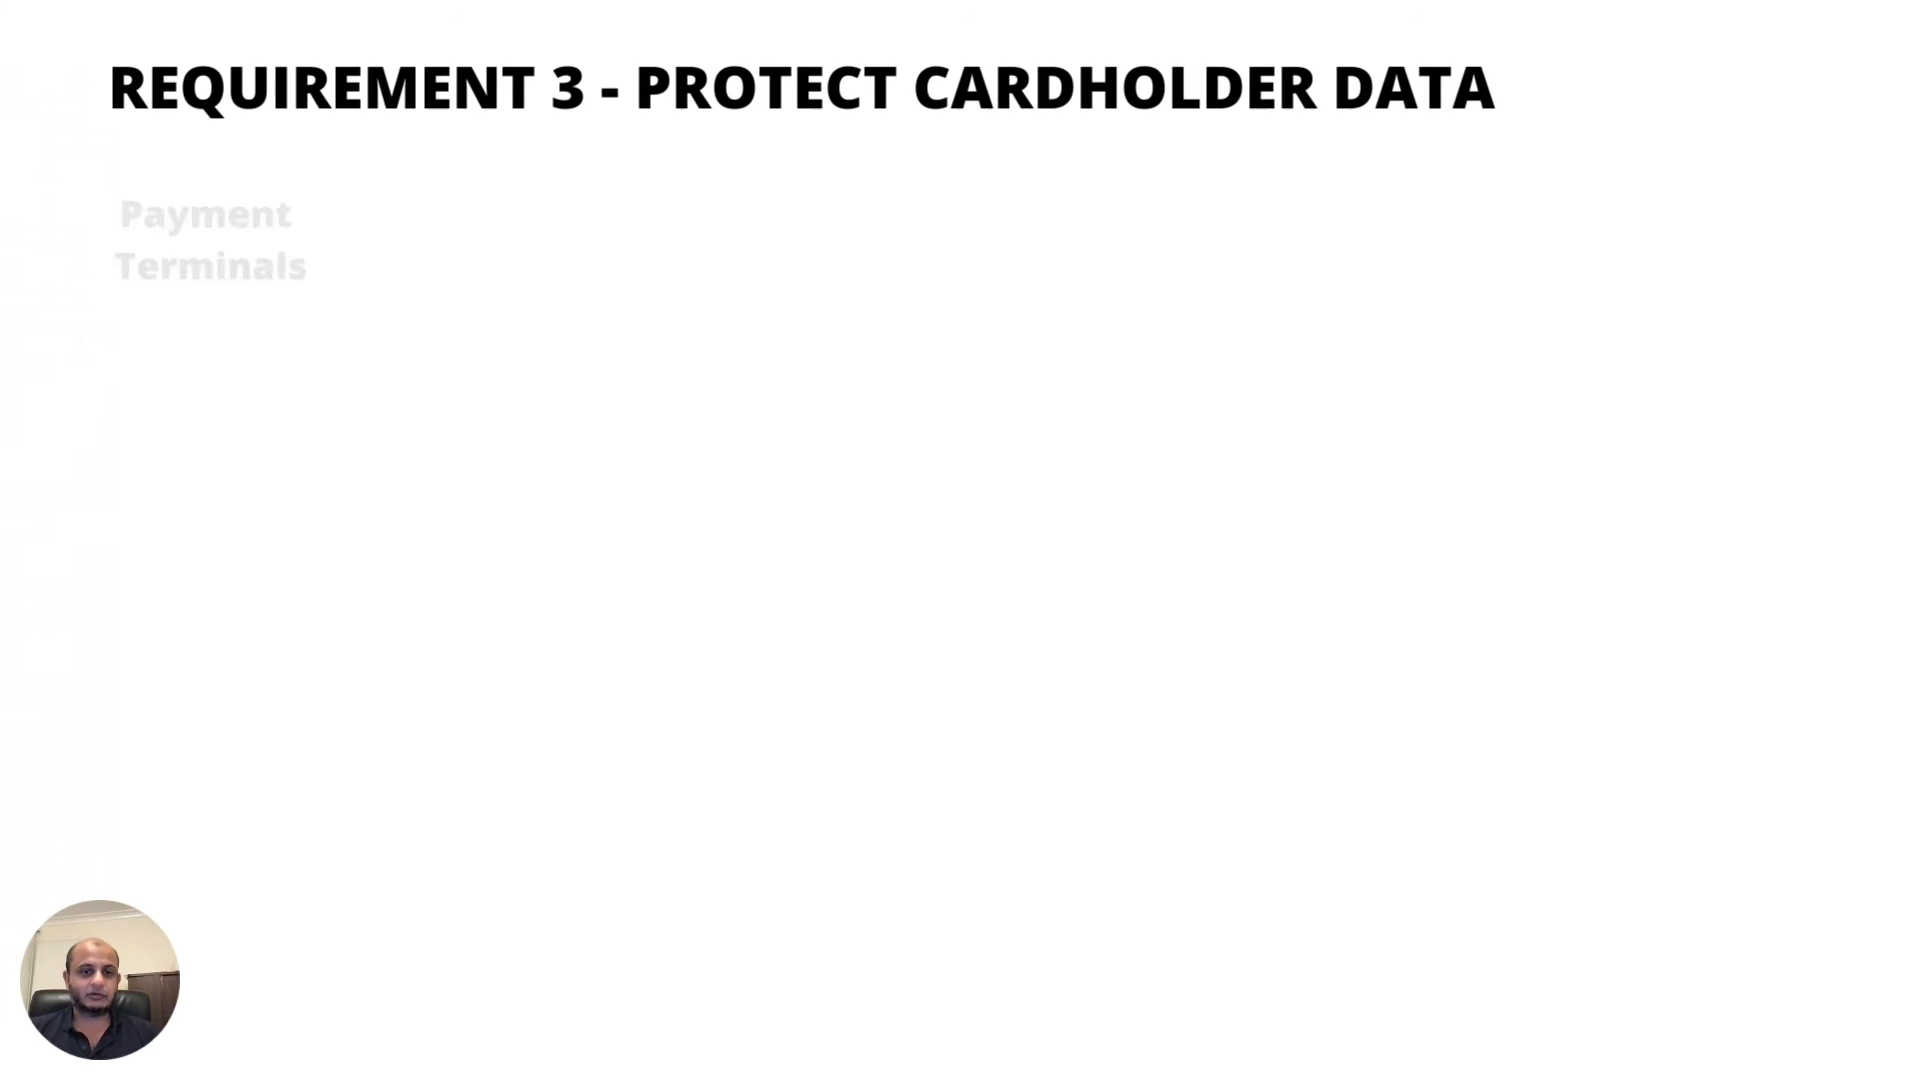 REQUIREMENT 3 - PROTECT CARDHOLDER DATA
Payment
Terminals